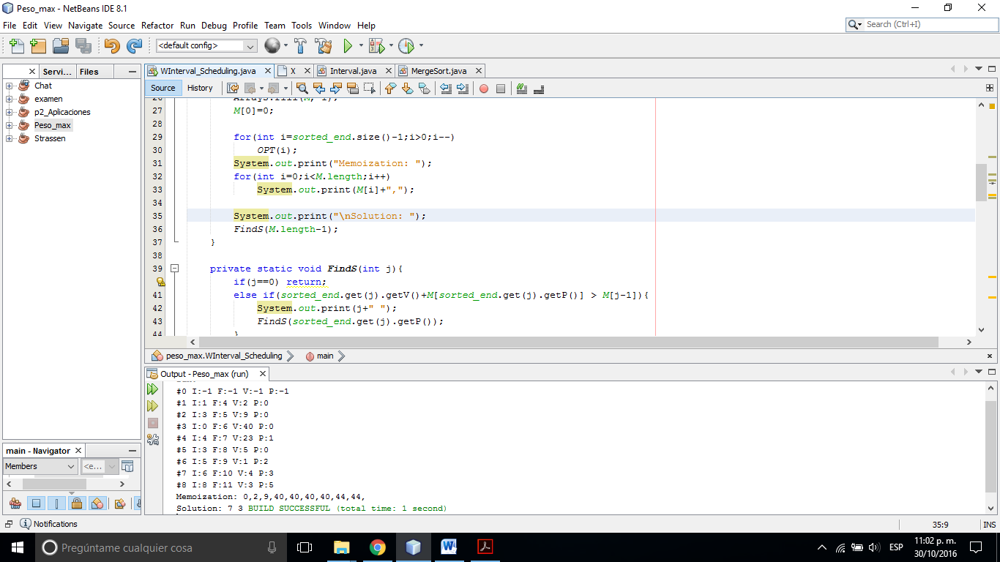 Peso_max - NetBeans IDE 8.1
File Edit View Navigate Source Refactor Run Debug Profile Team Tools Window Help
Search (Ctrl+I)
<default config>
Servi... Files
WInterval_Scheduling.java X Interval.java MergeSort.java
Chat
examen
p2_Aplicaciones
Peso_max
Strassen
Source History
26 Arrays.fill(M,-1);
27 M[0]=0;
28
29 for(int i=sorted_end.size()-1;i>0;i--)
30 OPT(i);
31 System.out.print("Memoization: ");
32 for(int i=0;i<M.length;i++)
33 System.out.print(M[i]+",");
34
35 System.out.print("\nSolution: ");
36 FindS(M.length-1);
37 }
38
39 private static void FindS(int j){
if(j==0) return;
41 else if(sorted_end.get(j).getV()+M[sorted_end.get(j).getP()] > M[j-1]){
42 System.out.print(j+" ");
43 FindS(sorted_end.get(j).getP());
44 }
peso_max.WInterval_Scheduling main
Output - Peso_max (run)
#0 I:-1 F:-1 V:-1 P:-1
#1 I:1 F:4 V:2 P:0
#2 I:3 F:5 V:9 P:0
#3 I:0 F:6 V:40 P:0
#4 I:4 F:7 V:23 P:1
#5 I:3 F:8 V:5 P:0
#6 I:5 F:9 V:1 P:2
#7 I:6 F:10 V:4 P:3
#8 I:8 F:11 V:3 P:5
Memoization: 0,2,9,40,40,40,40,44,44,
Solution: 7 3 BUILD SUCCESSFUL (total time: 1 second)
main - Navigator
Members <e...
Notifications
35:9 INS
Pregúntame cualquier cosa
ESP
11:02 p. m.
30/10/2016